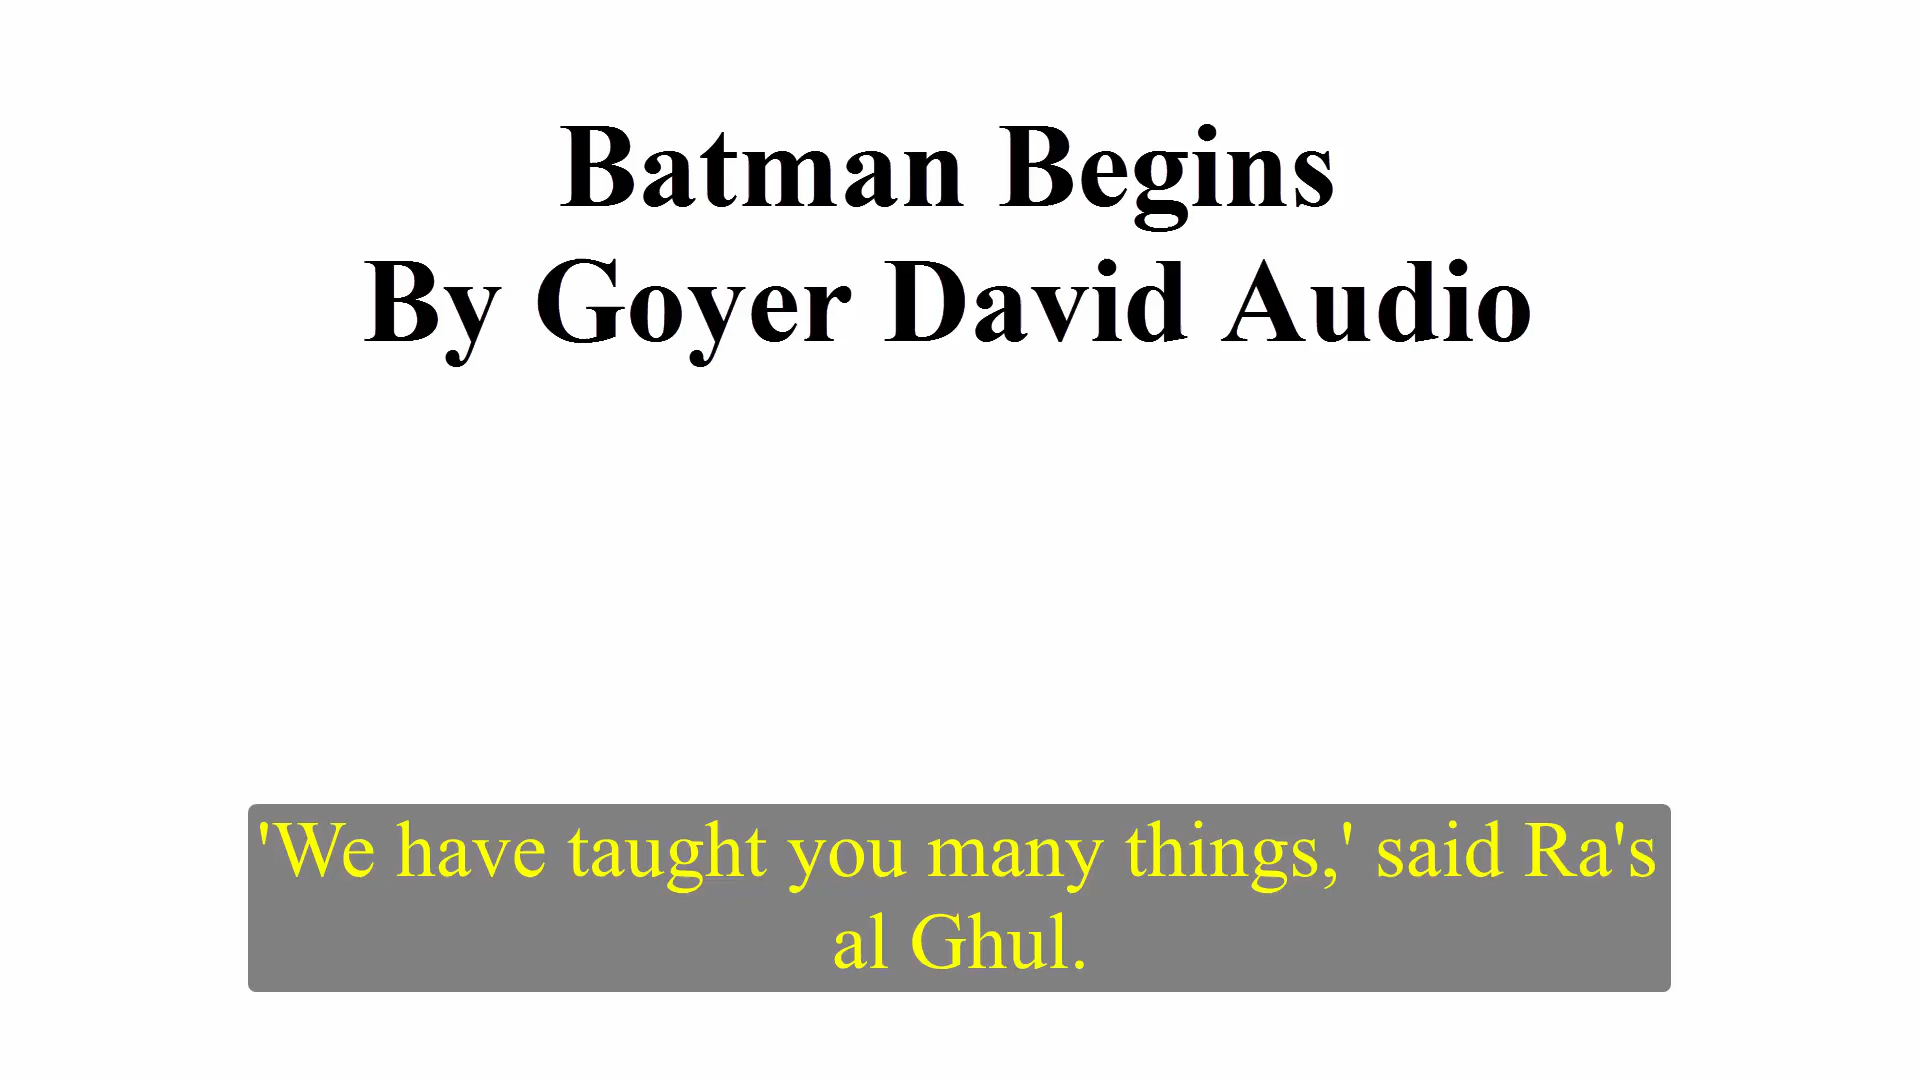 Batman Begins
By Goyer David Audio
'We have taught you many things,' said Ra's
al Ghul.